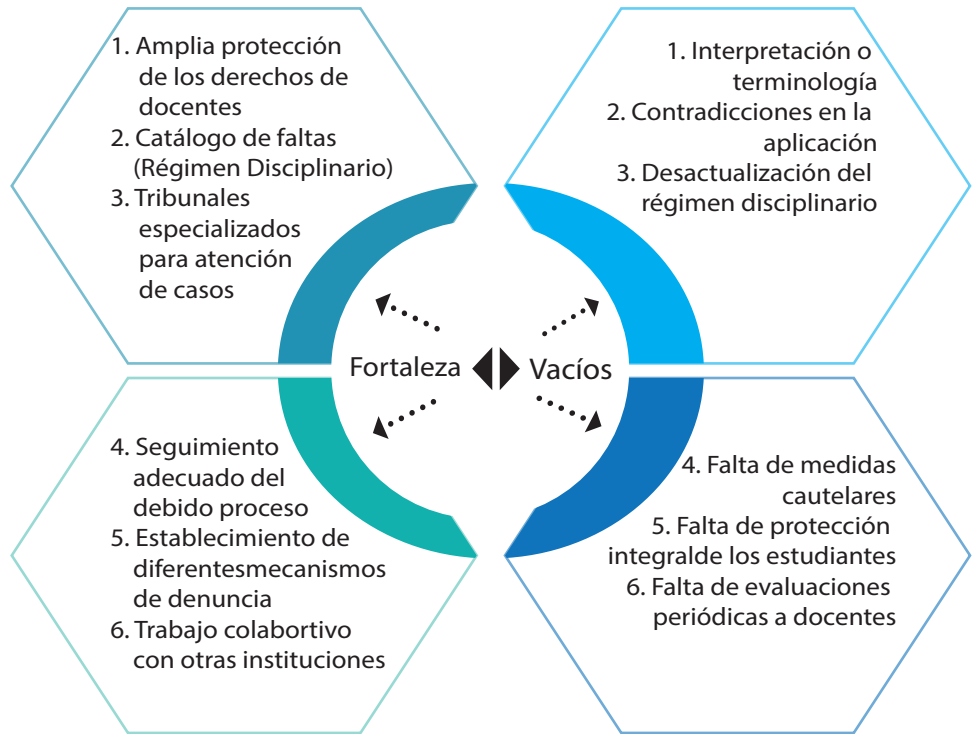 1. Amplia protección
de los derechos de
docentes
2. Catálogo de faltas
(Régimen Disciplinario)
3. Tribunales
especializados
para atención
de casos
1. Interpretación o
terminología
2. Contradicciones en la
aplicación
3. Desactualización del
régimen disciplinario
Fortaleza
Vacíos
4. Seguimiento
adecuado del
debido proceso
5. Establecimiento de
diferentesmecanismos
de denuncia
6. Trabajo colabortivo
con otras instituciones
4. Falta de medidas
cautelares
5. Falta de protección
integralde los estudiantes
6. Falta de evaluaciones
periódicas a docentes